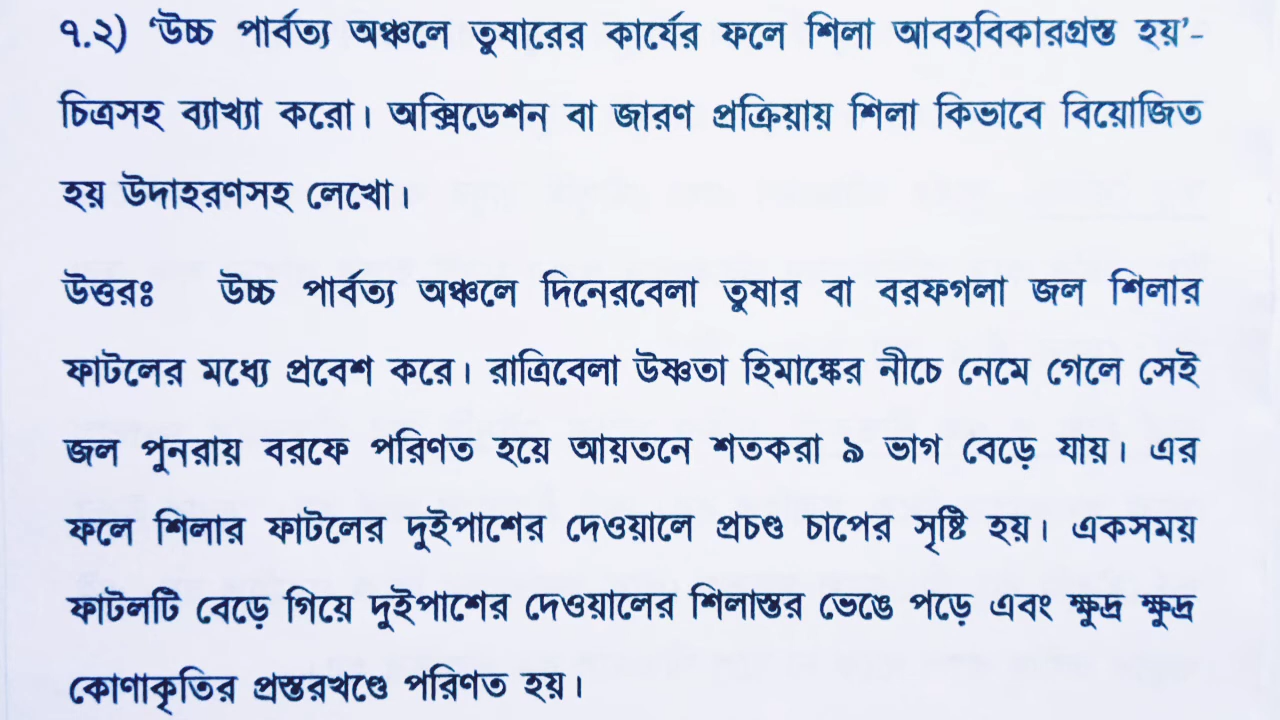 ৭.২) ‘উচ্চ পার্বত্য অঞ্চলে তুষারের কার্যের ফলে শিলা আবহবিকারগ্রস্ত হয়’-
চিত্রসহ ব্যাখ্যা করো। অক্সিডেশন বা জারণ প্রক্রিয়ায় শিলা কিভাবে বিয়োজিত
হয় উদাহরণসহ লেখো।
উত্তরঃ উচ্চ পার্বত্য অঞ্চলে দিনেরবেলা তুষার বা বরফগলা জল শিলার
ফাটলের মধ্যে প্রবেশ করে। রাত্রিবেলা উষ্ণতা হিমাঙ্কের নীচে নেমে গেলে সেই
জল পুনরায় বরফে পরিণত হয়ে আয়তনে শতকরা ৯ ভাগ বেড়ে যায়। এর
ফলে শিলার ফাটলের দুইপাশের দেওয়ালে প্রচণ্ড চাপের সৃষ্টি হয়। একসময়
ফাটলটি বেড়ে গিয়ে দুইপাশের দেওয়ালের শিলাস্তর ভেঙে পড়ে এবং ক্ষুদ্র ক্ষুদ্র
কোণাকৃতির প্রস্তরখণ্ডে পরিণত হয়।